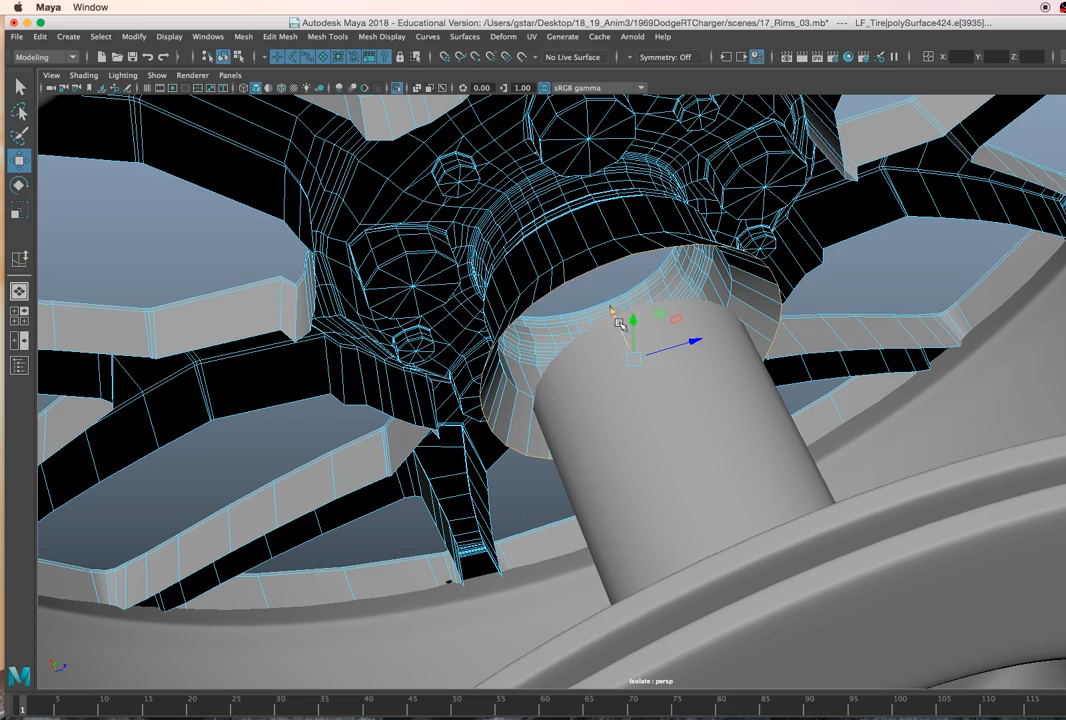 Maya Window
Autodesk Maya 2018 - Educational Version: /Users/gstar/Desktop/18_19_Anim3/1969DodgeRTCharger/scenes/17_Rims_03.mb* --- LF_Tire|polySurface424.e[3935]...
File Edit Create Select Modify Display Windows Mesh Edit Mesh Mesh Tools Mesh Display Curves Surfaces Deform UV Generate Cache Arnold Help
Modeling No Live Surface Symmetry: Off X: Y: Z:
View Shading Lighting Show Renderer Panels
0.00 1.00 sRGB gamma
Isolate : persp
5 10 15 20 25 30 35 40 45 50 55 60 65 70 75 80 85 90 95 100 105 110 115
1